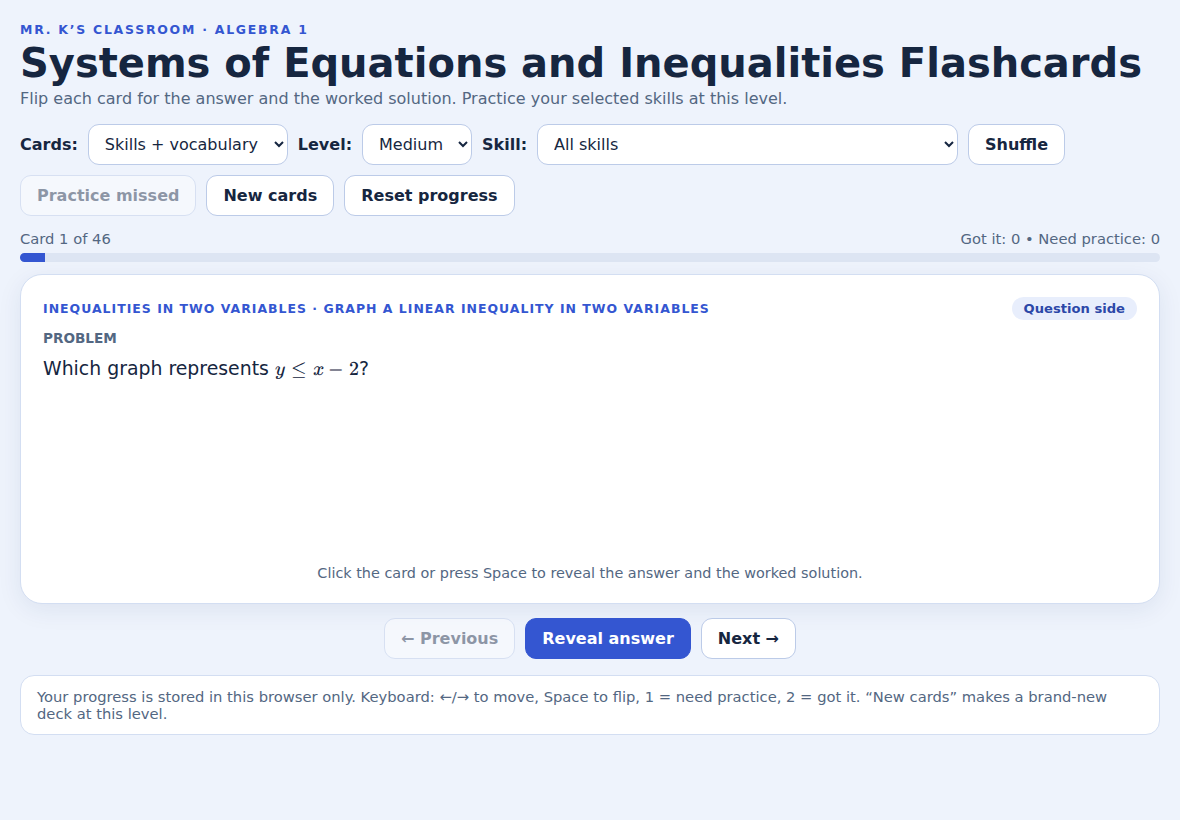 MR. K'S CLASSROOM · ALGEBRA 1
Systems of Equations and Inequalities Flashcards
Flip each card for the answer and the worked solution. Practice your selected skills at this level.
Cards: Skills + vocabulary Level: Medium Skill: All skills Shuffle
Practice missed New cards Reset progress
Card 1 of 46 Got it: 0 • Need practice: 0
INEQUALITIES IN TWO VARIABLES · GRAPH A LINEAR INEQUALITY IN TWO VARIABLES Question side
PROBLEM
Which graph represents y ≤ x − 2?
Click the card or press Space to reveal the answer and the worked solution.
← Previous Reveal answer Next →
Your progress is stored in this browser only. Keyboard: ←/→ to move, Space to flip, 1 = need practice, 2 = got it. “New cards” makes a brand-new
deck at this level.